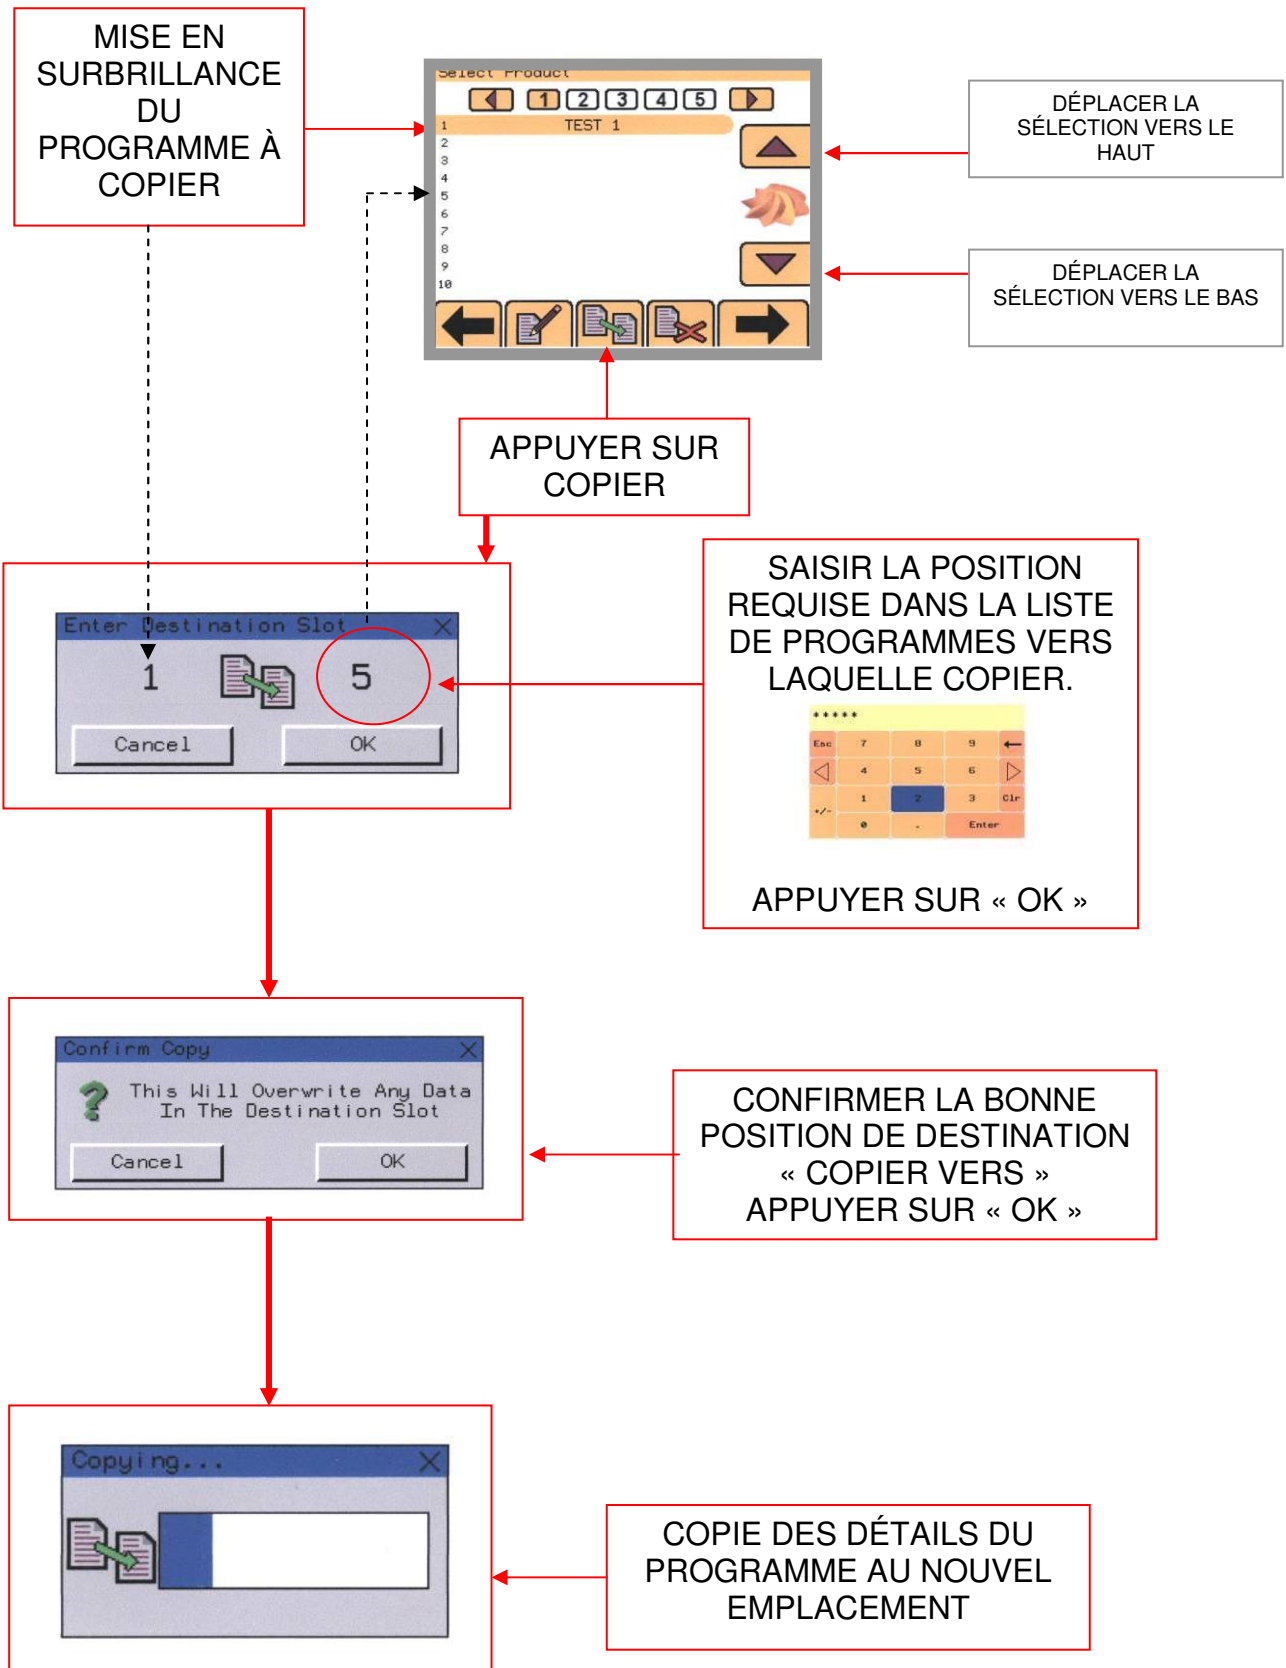 MISE EN
SURBRILLANCE
DU
PROGRAMME À
COPIER
Select Product
1 2 3 4 5
1 TEST 1
2
3
4
5
6
7
8
9
10
DÉPLACER LA
SÉLECTION VERS LE
HAUT
DÉPLACER LA
SÉLECTION VERS LE BAS
APPUYER SUR
COPIER
Enter Destination Slot
1 5
Cancel OK
SAISIR LA POSITION
REQUISE DANS LA LISTE
DE PROGRAMMES VERS
LAQUELLE COPIER.
*****
Esc 7 8 9
4 5 6
+/- 1 2 3 Clr
0 . Enter
APPUYER SUR « OK »
Confirm Copy
This Will Overwrite Any Data
In The Destination Slot
Cancel OK
CONFIRMER LA BONNE
POSITION DE DESTINATION
« COPIER VERS »
APPUYER SUR « OK »
Copying...
COPIE DES DÉTAILS DU
PROGRAMME AU NOUVEL
EMPLACEMENT